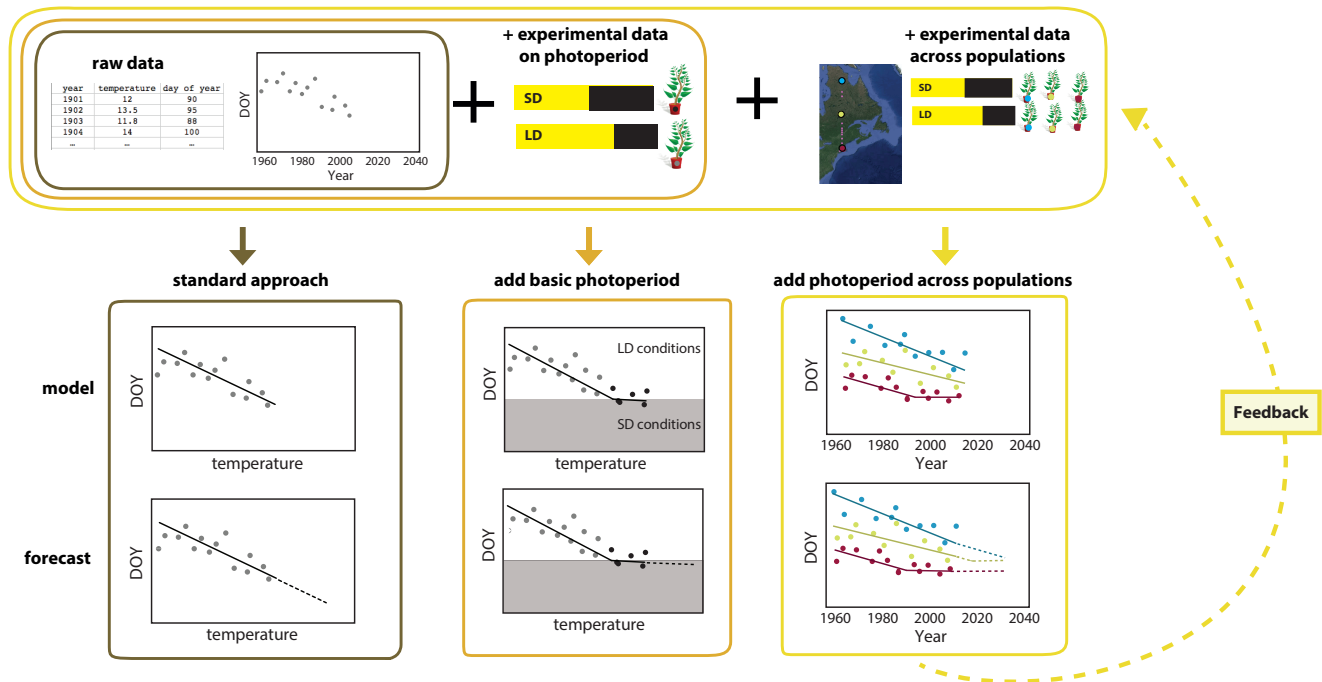 raw data
year temperature day of year
1901 12 90
1902 13.5 95
1903 11.8 88
1904 14 100
… … …
DOY
1960 1980 2000 2020 2040
Year
+ experimental data
on photoperiod
SD
LD
+ experimental data
across populations
SD
LD
standard approach
add basic photoperiod
add photoperiod across populations
model
DOY
temperature
DOY
LD conditions
SD conditions
temperature
DOY
1960 1980 2000 2020 2040
Year
Feedback
forecast
DOY
temperature
DOY
temperature
DOY
1960 1980 2000 2020 2040
Year